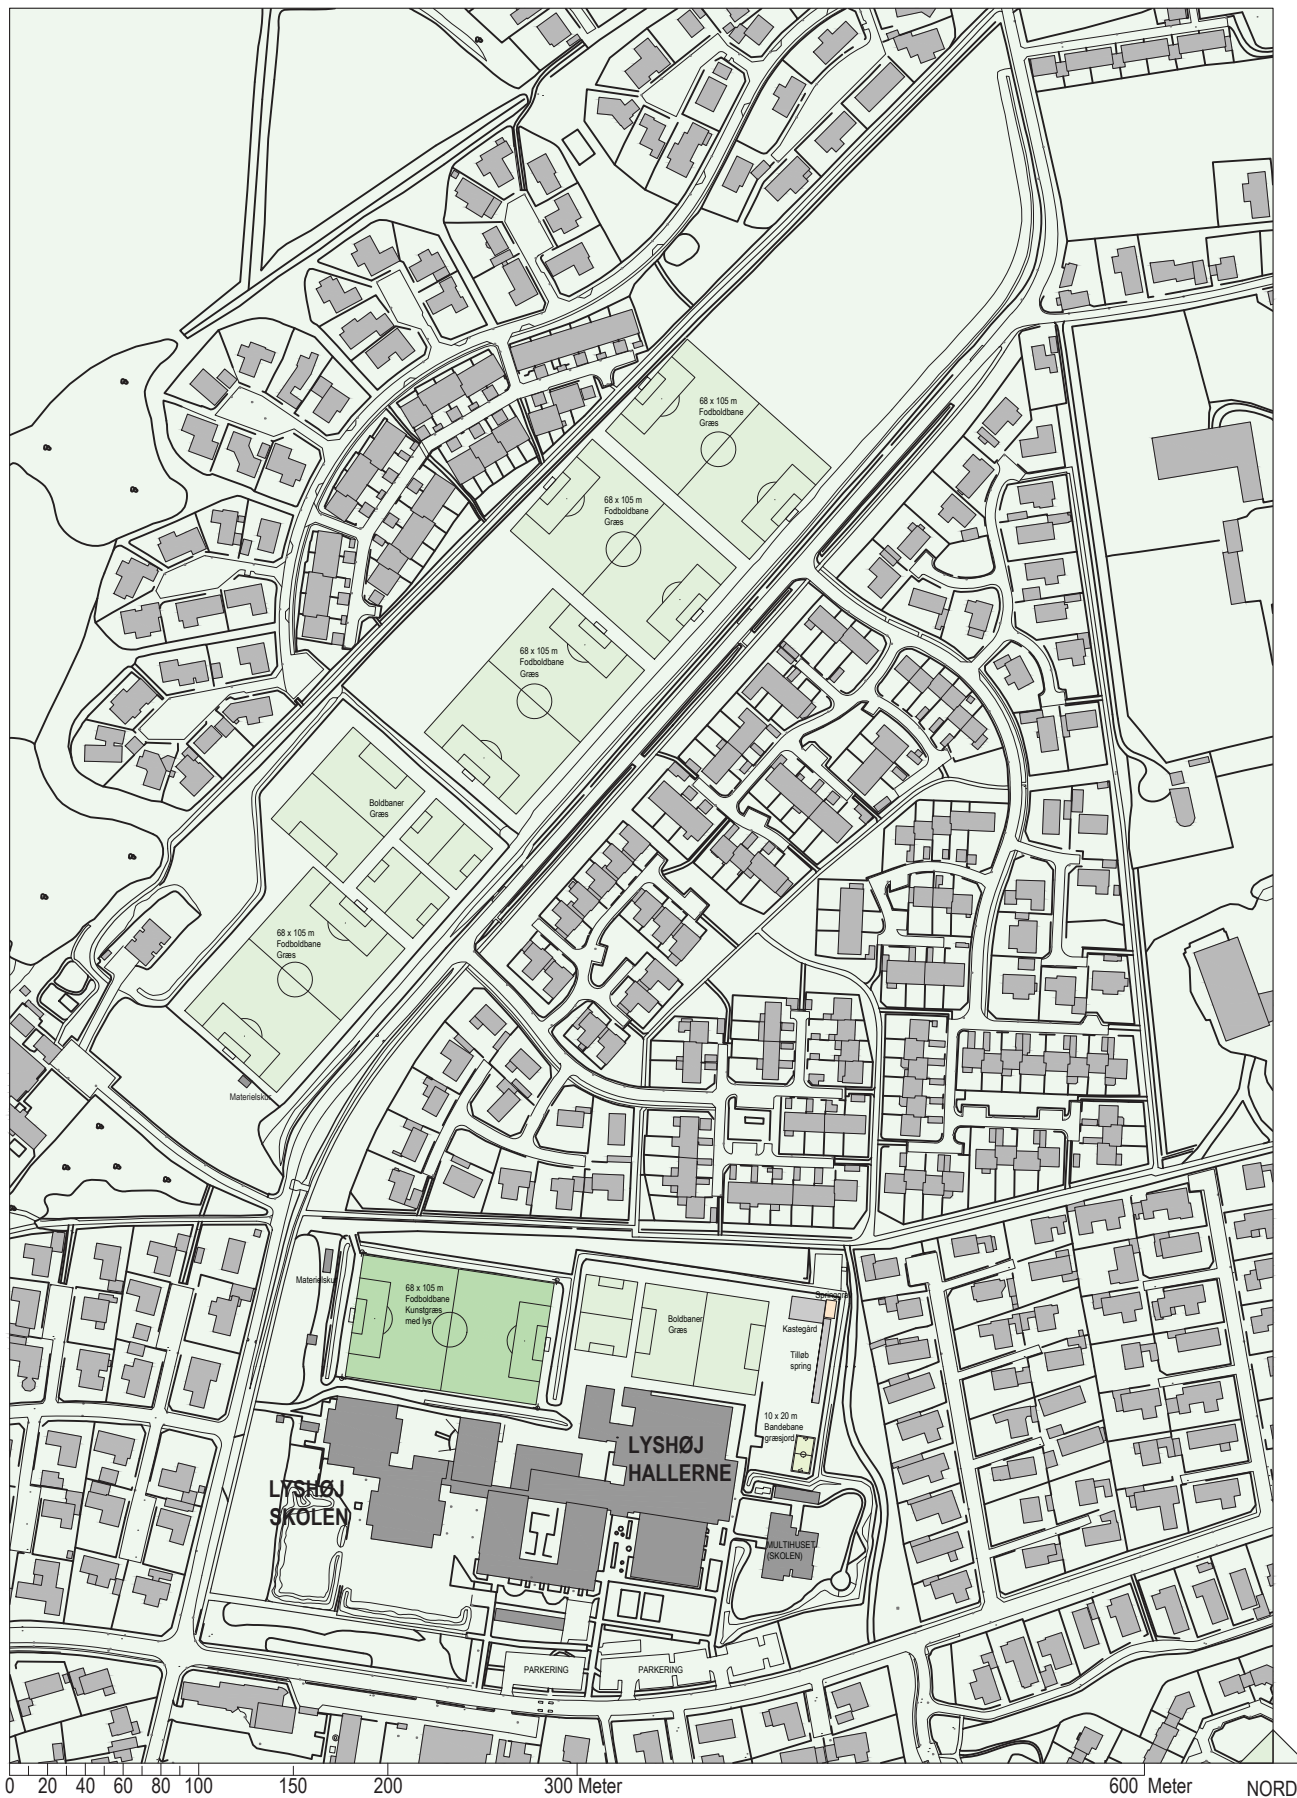 68 x 105 m
Fodboldbane
Græs
68 x 105 m
Fodboldbane
Græs
68 x 105 m
Fodboldbane
Græs
Boldbaner
Græs
68 x 105 m
Fodboldbane
Græs
Materielskur
Materielskur
68 x 105 m
Fodboldbane
Kunstgræs
med lys
Boldbaner
Græs
Springgrav
Kastegård
Tilløb
spring
10 x 20 m
Bandebane
græsjord
LYSHØJ
HALLERNE
LYSHØJ
SKOLEN
MULTIHUSET
(SKOLEN)
PARKERING
PARKERING
0 20 40 60 80 100 150 200 300 Meter 600 Meter
NORD